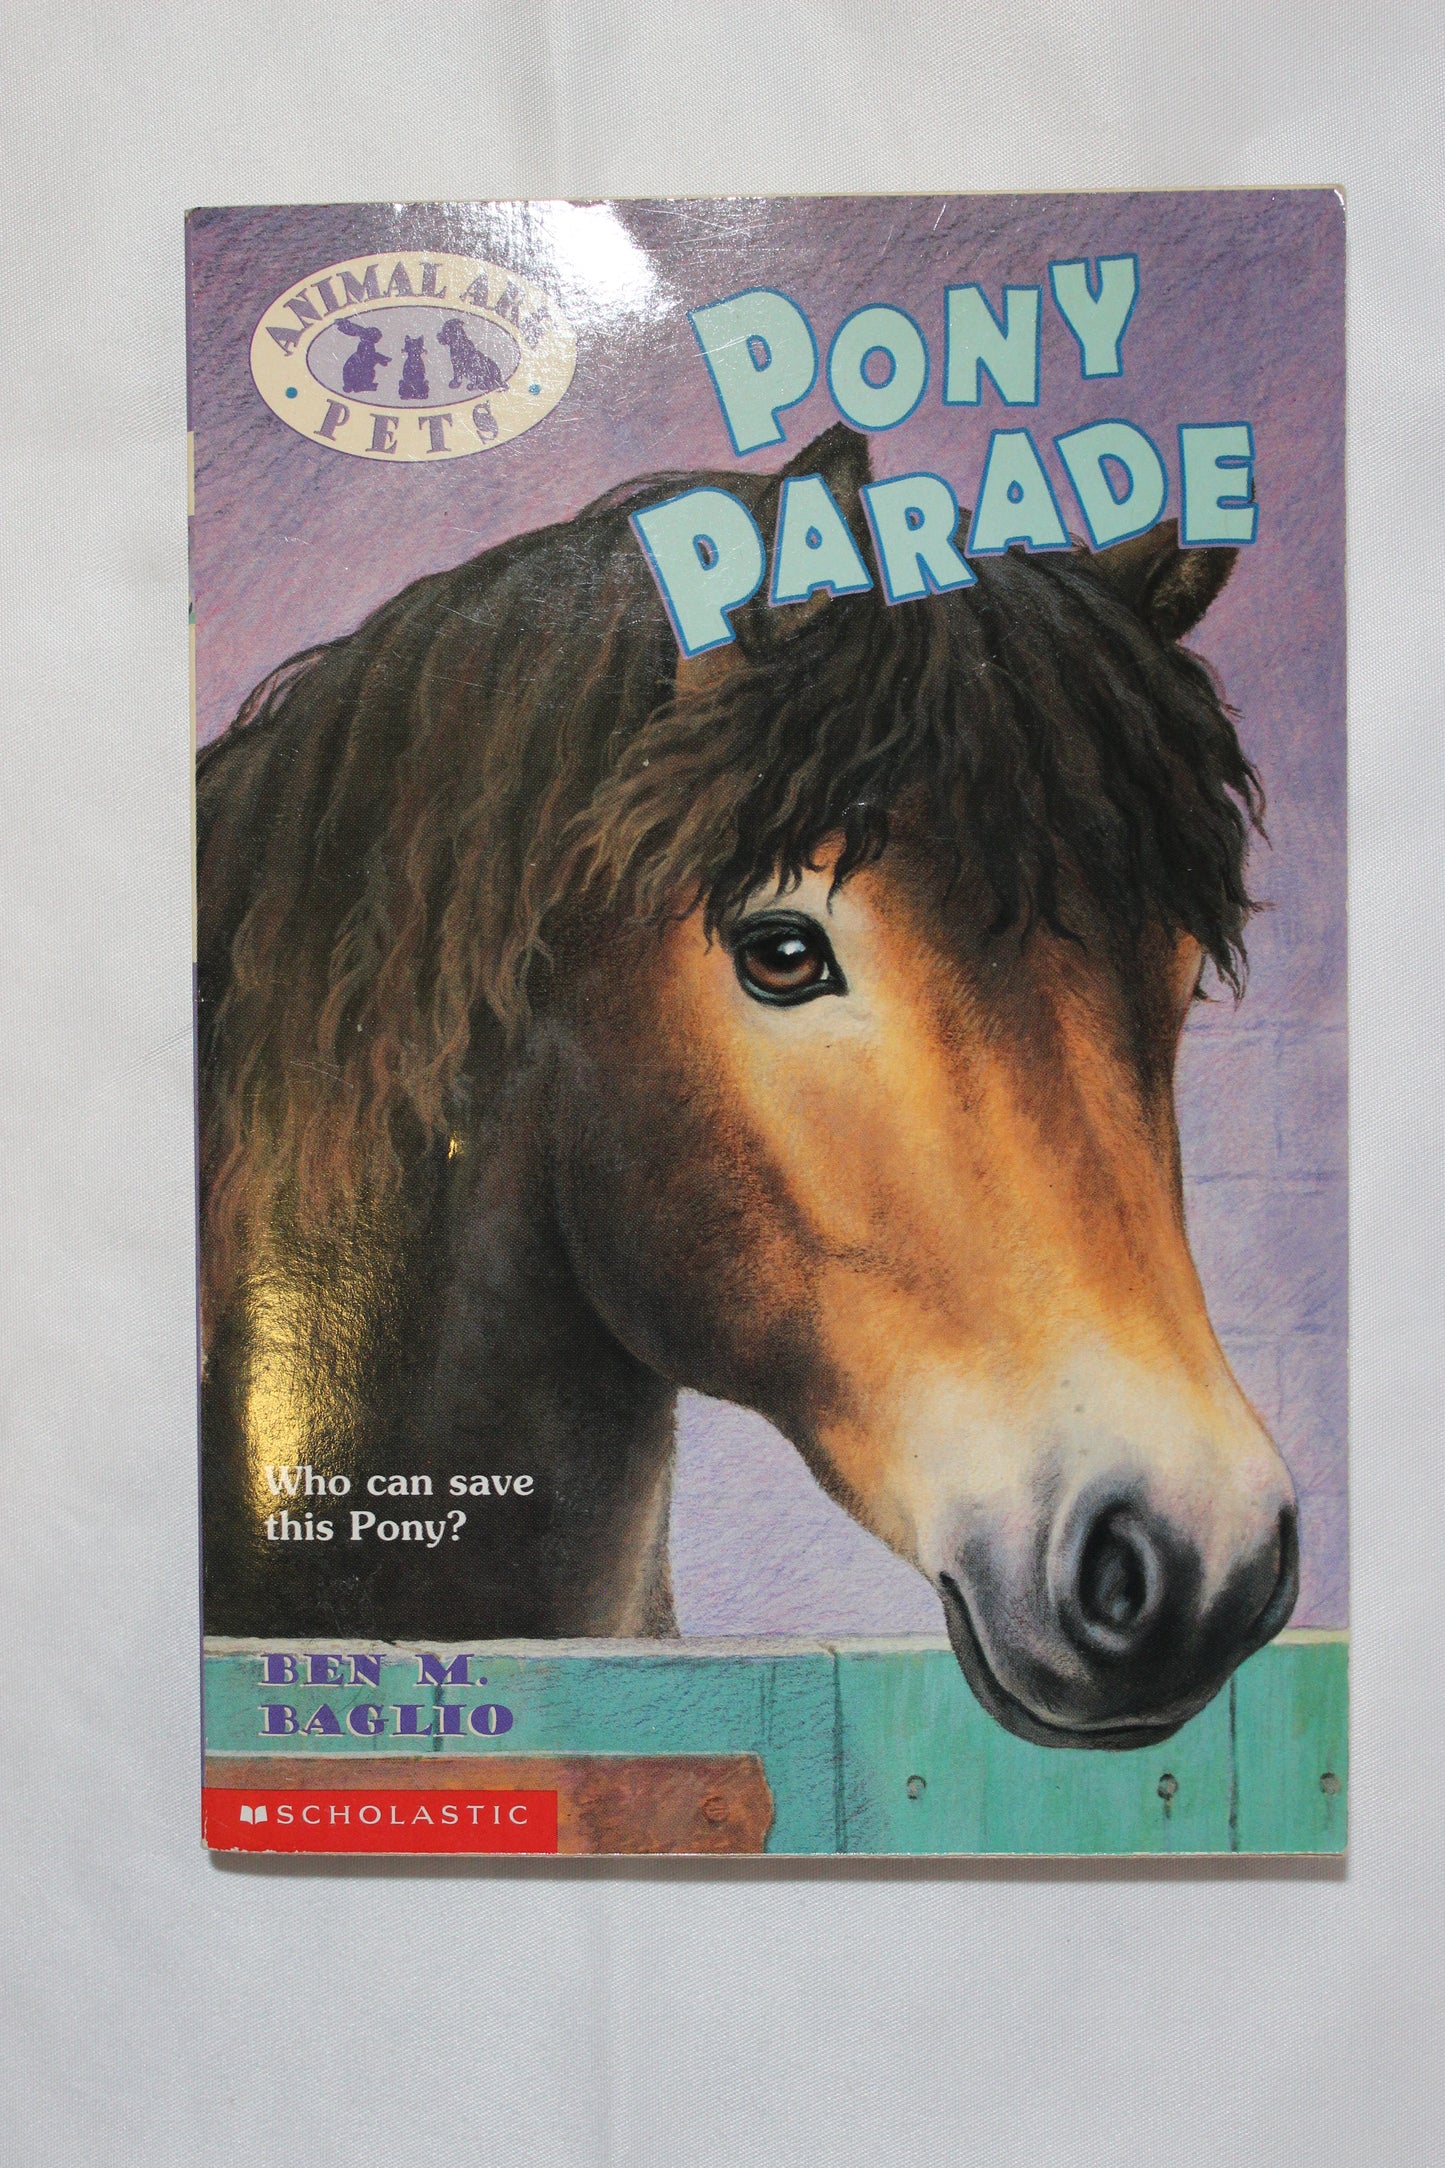 ANIMAL ARK
PETS
PONY
PARADE
Who can save
this Pony?
BEN M.
BAGLIO
SCHOLASTIC